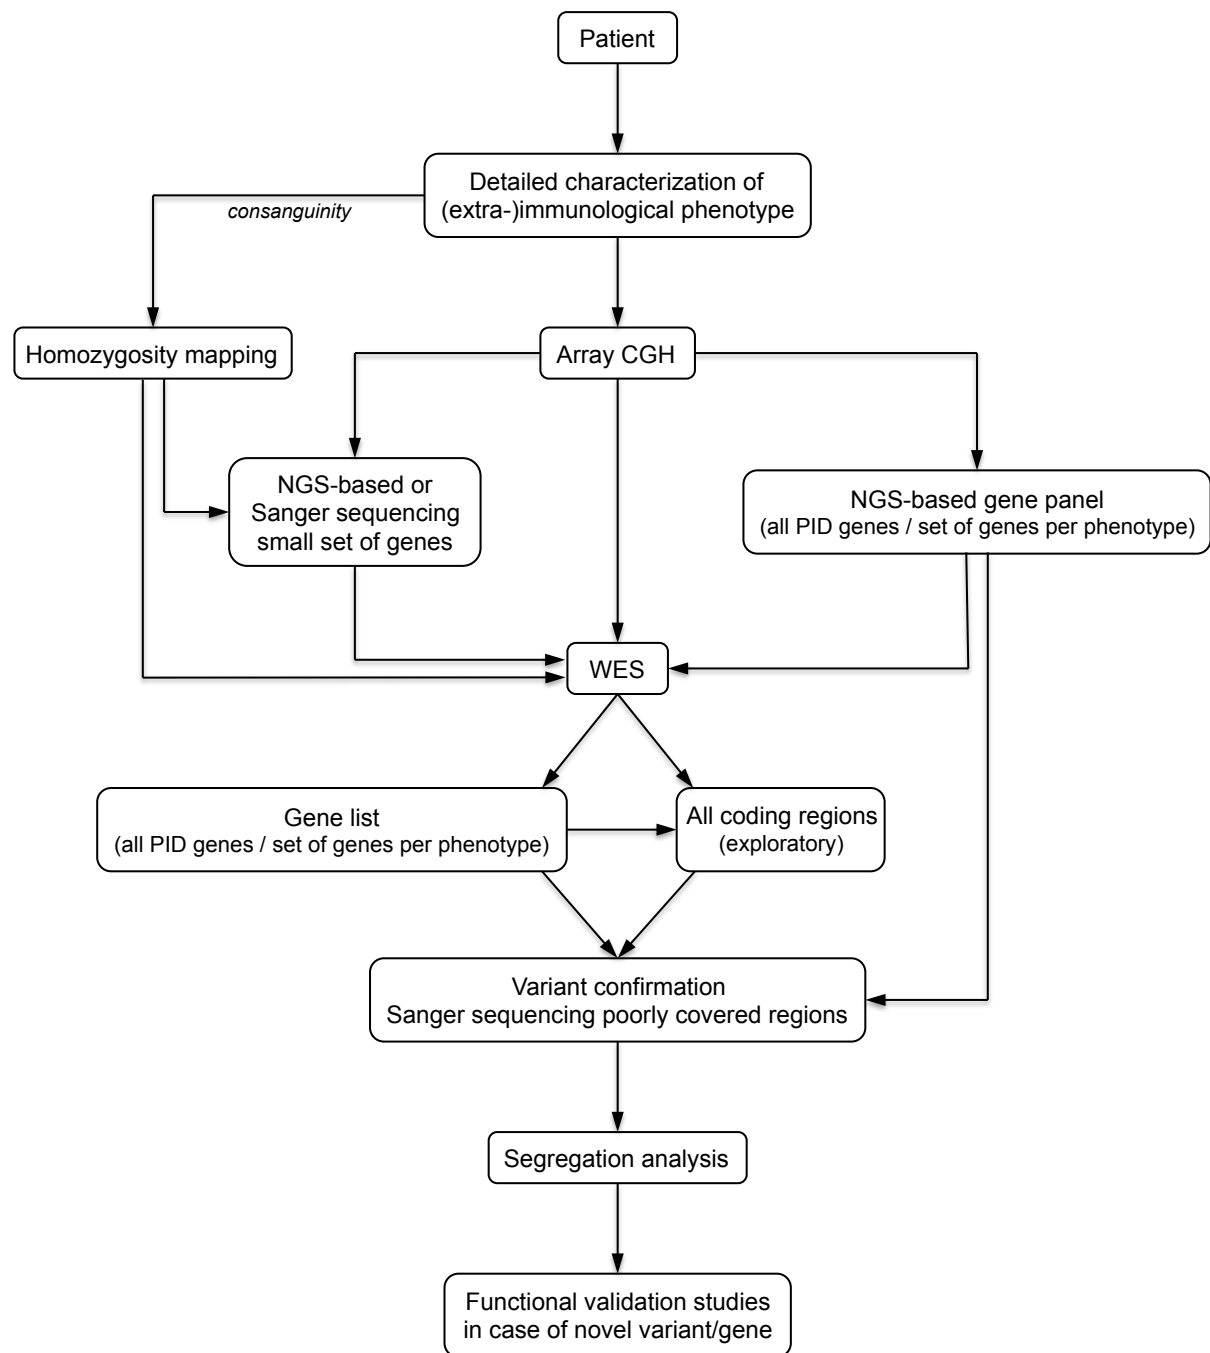 Patient
Detailed characterization of
(extra-)immunological phenotype
consanguinity
Homozygosity mapping
Array CGH
NGS-based or
Sanger sequencing
small set of genes
NGS-based gene panel
(all PID genes / set of genes per phenotype)
WES
Gene list
(all PID genes / set of genes per phenotype)
All coding regions
(exploratory)
Variant confirmation
Sanger sequencing poorly covered regions
Segregation analysis
Functional validation studies
in case of novel variant/gene